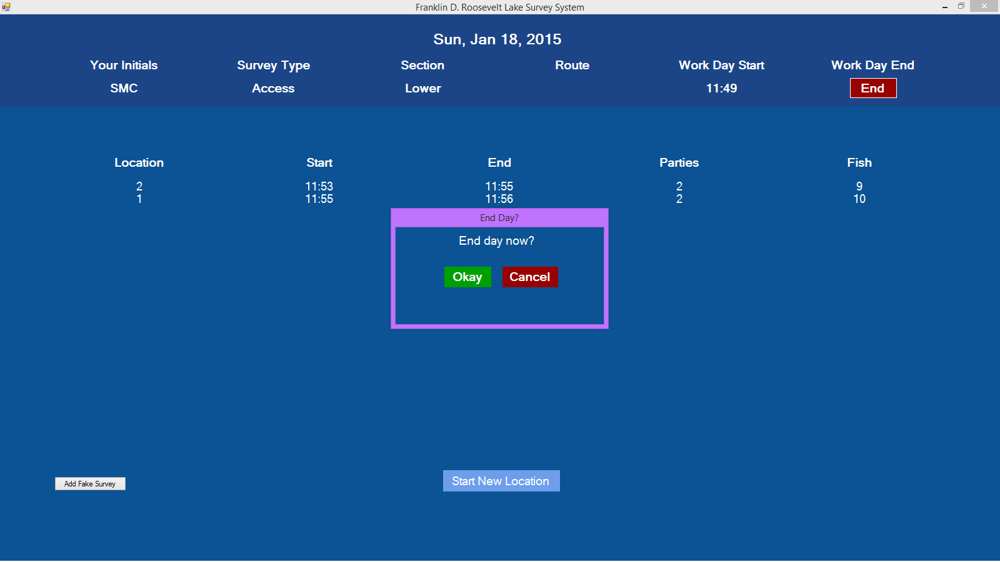 Franklin D. Roosevelt Lake Survey System
Sun, Jan 18, 2015
Your Initials Survey Type Section Route Work Day Start Work Day End
SMC Access Lower 11:49 End
Location Start End Parties Fish
2 11:53 11:55 2 9
1 11:55 11:56 2 10
End Day?
End day now?
Okay Cancel
Start New Location
Add Fake Survey